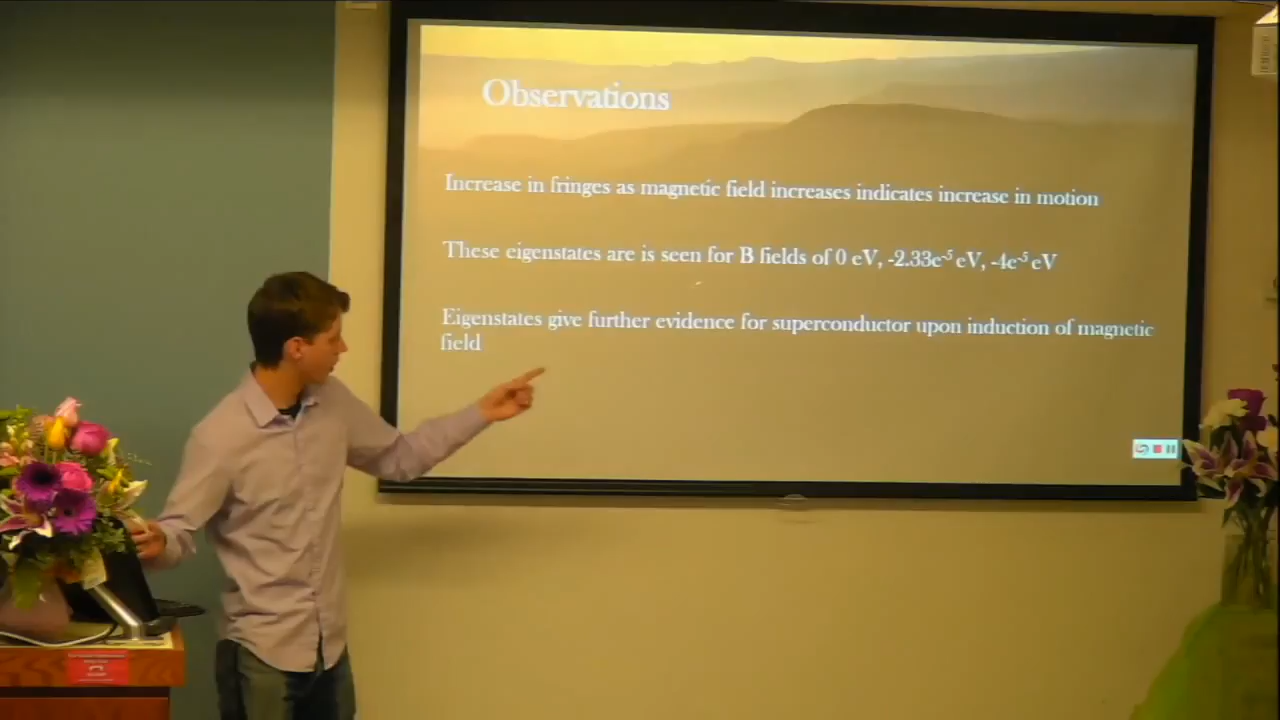 Observations
Increase in fringes as magnetic field increases indicates increase in motion
These eigenstates are is seen for B fields of 0 eV, -2.33e⁻⁵ eV, -4e⁻⁵ eV
Eigenstates give further evidence for superconductor upon induction of magnetic
field